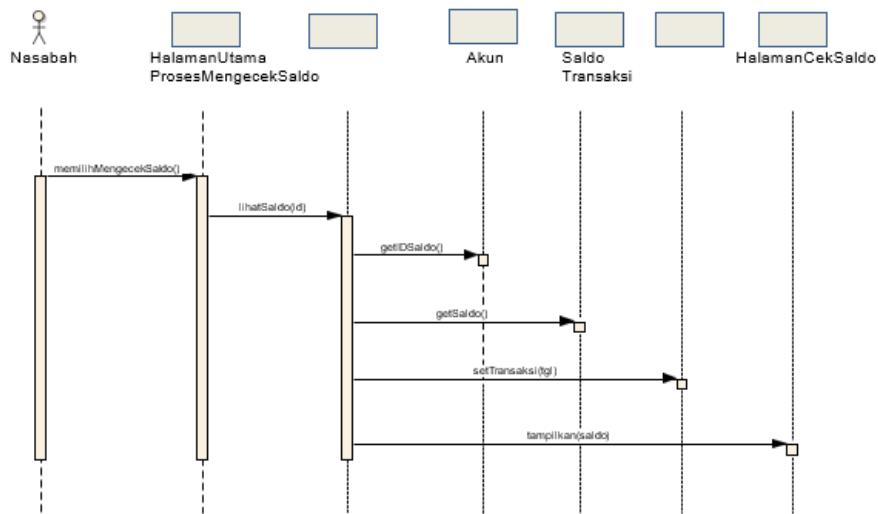 Nasabah
HalamanUtama
ProsesMengecekSaldo
Akun
Saldo
Transaksi
HalamanCekSaldo
memilihMengecekSaldo()
lihatSaldo(id)
getIDSaldo()
getSaldo()
setTransaksi(tgl)
tampilkan(saldo)